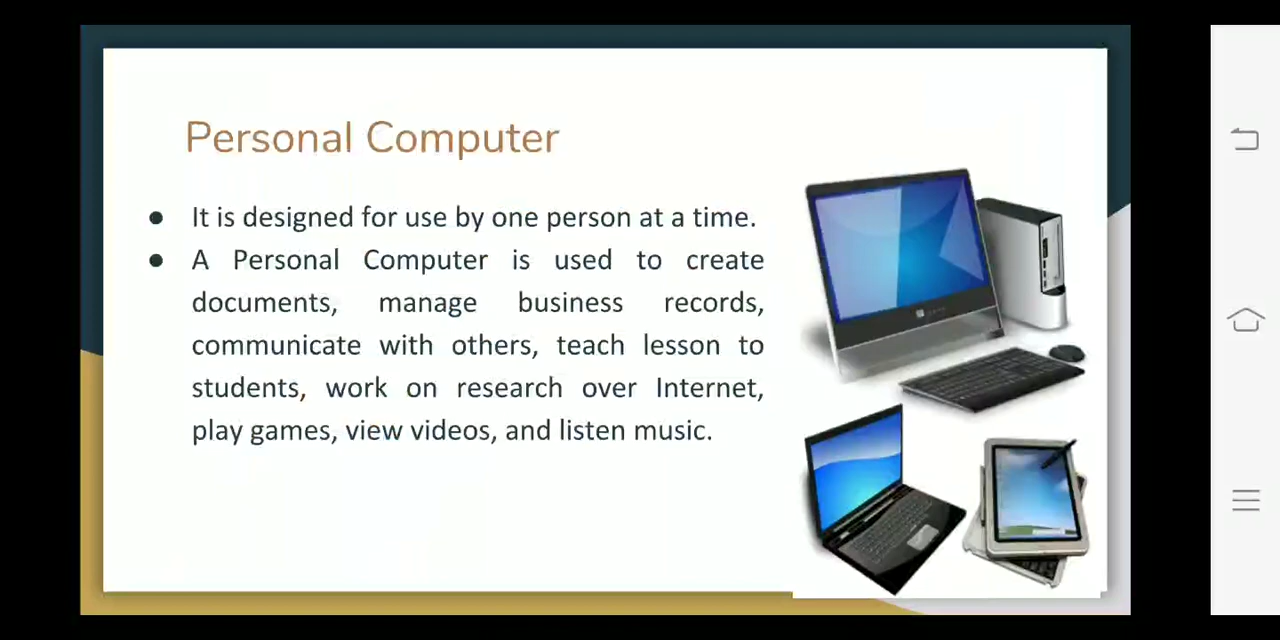 Personal Computer
● It is designed for use by one person at a time.
● A Personal Computer is used to create
documents, manage business records,
communicate with others, teach lesson to
students, work on research over Internet,
play games, view videos, and listen music.